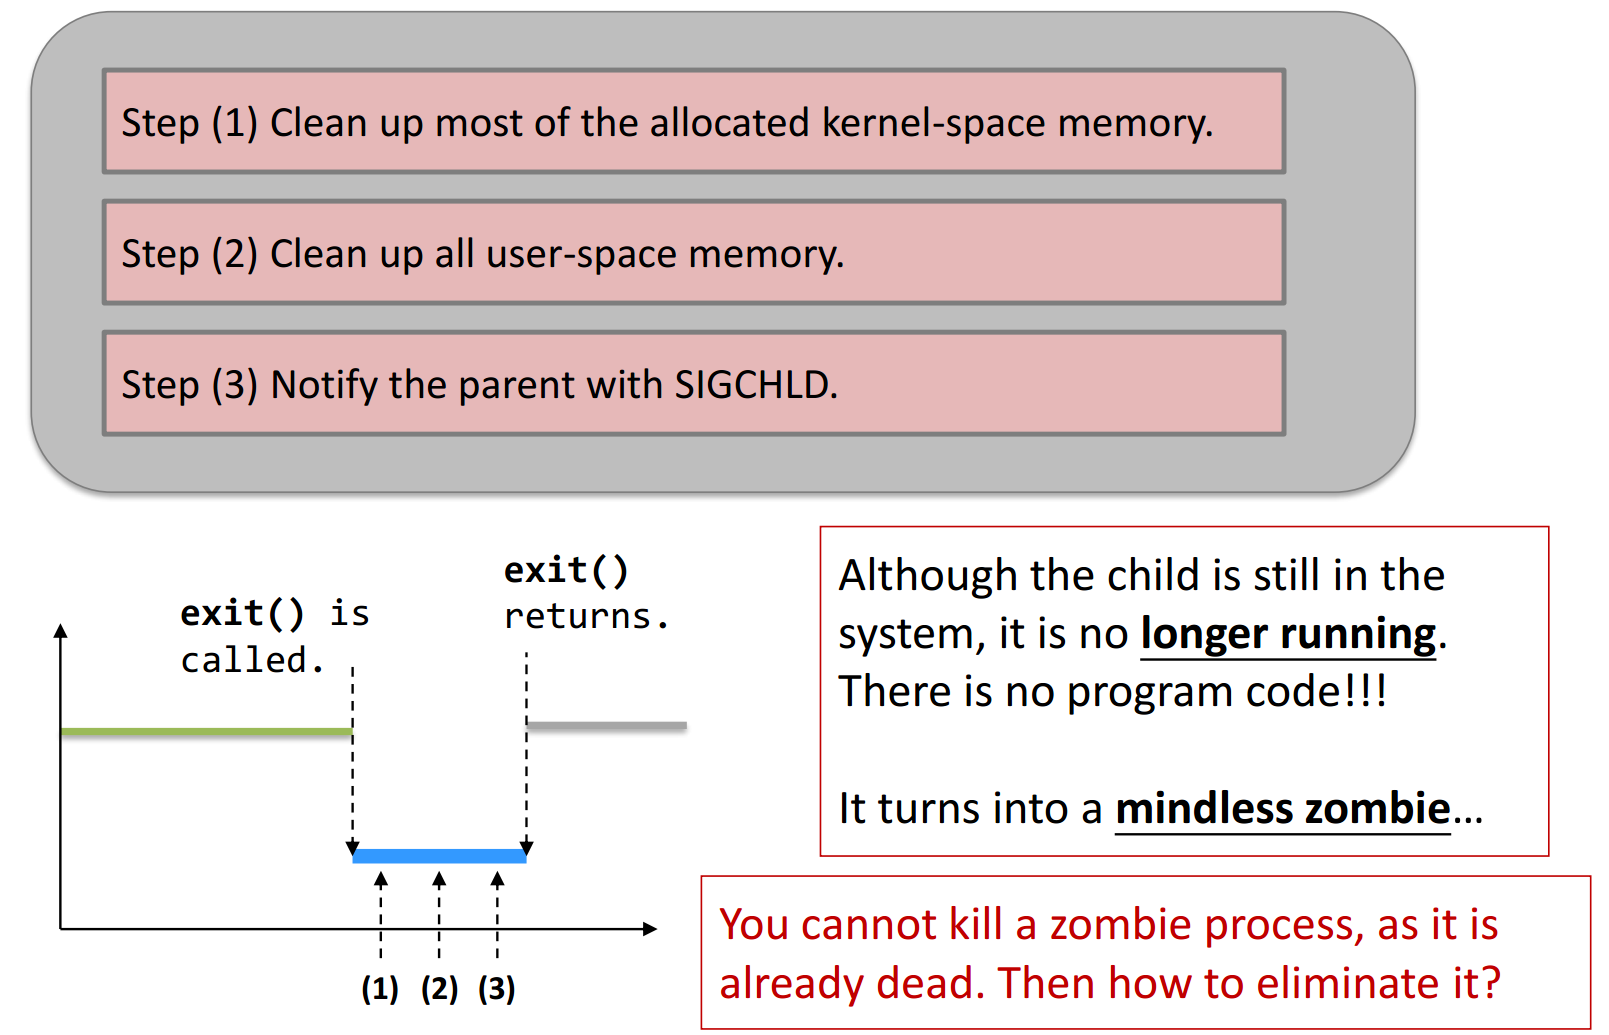 Step (1) Clean up most of the allocated kernel-space memory.
Step (2) Clean up all user-space memory.
Step (3) Notify the parent with SIGCHLD.
exit() is
called.
exit()
returns.
(1) (2) (3)
Although the child is still in the
system, it is no longer running.
There is no program code!!!
It turns into a mindless zombie...
You cannot kill a zombie process, as it is
already dead. Then how to eliminate it?